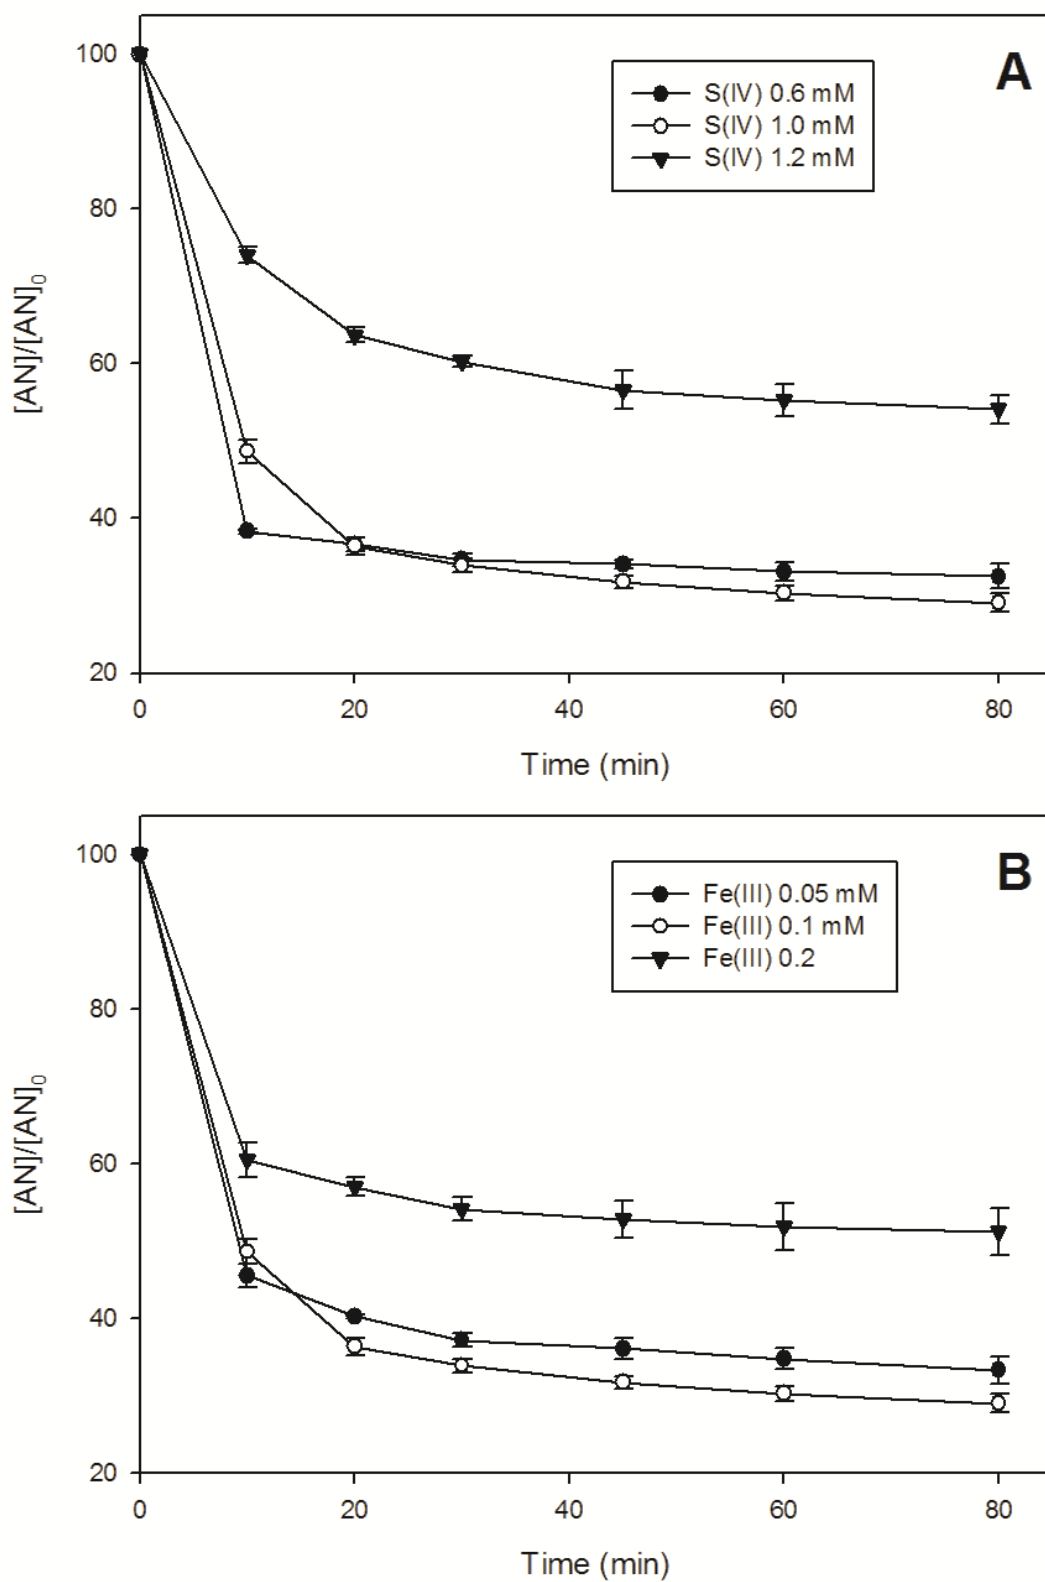 A
S(IV) 0.6 mM
S(IV) 1.0 mM
S(IV) 1.2 mM
100
80
60
40
20
[AN]/[AN]0
0 20 40 60 80
Time (min)
B
Fe(III) 0.05 mM
Fe(III) 0.1 mM
Fe(III) 0.2
100
80
60
40
20
[AN]/[AN]0
0 20 40 60 80
Time (min)